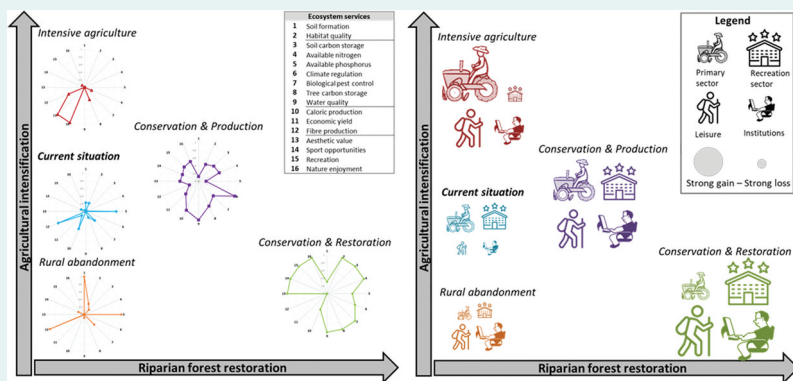 Intensive agriculture
Ecosystem services
1 Soil formation
2 Habitat quality
3 Soil carbon storage
4 Available nitrogen
5 Available phosphorus
6 Climate regulation
7 Biological pest control
8 Tree carbon storage
9 Water quality
10 Caloric production
11 Economic yield
12 Fibre production
13 Aesthetic value
14 Sport opportunities
15 Recreation
16 Nature enjoyment
Conservation & Production
Current situation
Rural abandonment
Conservation & Restoration
Agricultural intensification
Riparian forest restoration
Intensive agriculture
Legend
Primary
sector
Recreation
sector
Leisure
Institutions
Strong gain – Strong loss
Conservation & Production
Current situation
Rural abandonment
Conservation & Restoration
Agricultural intensification
Riparian forest restoration